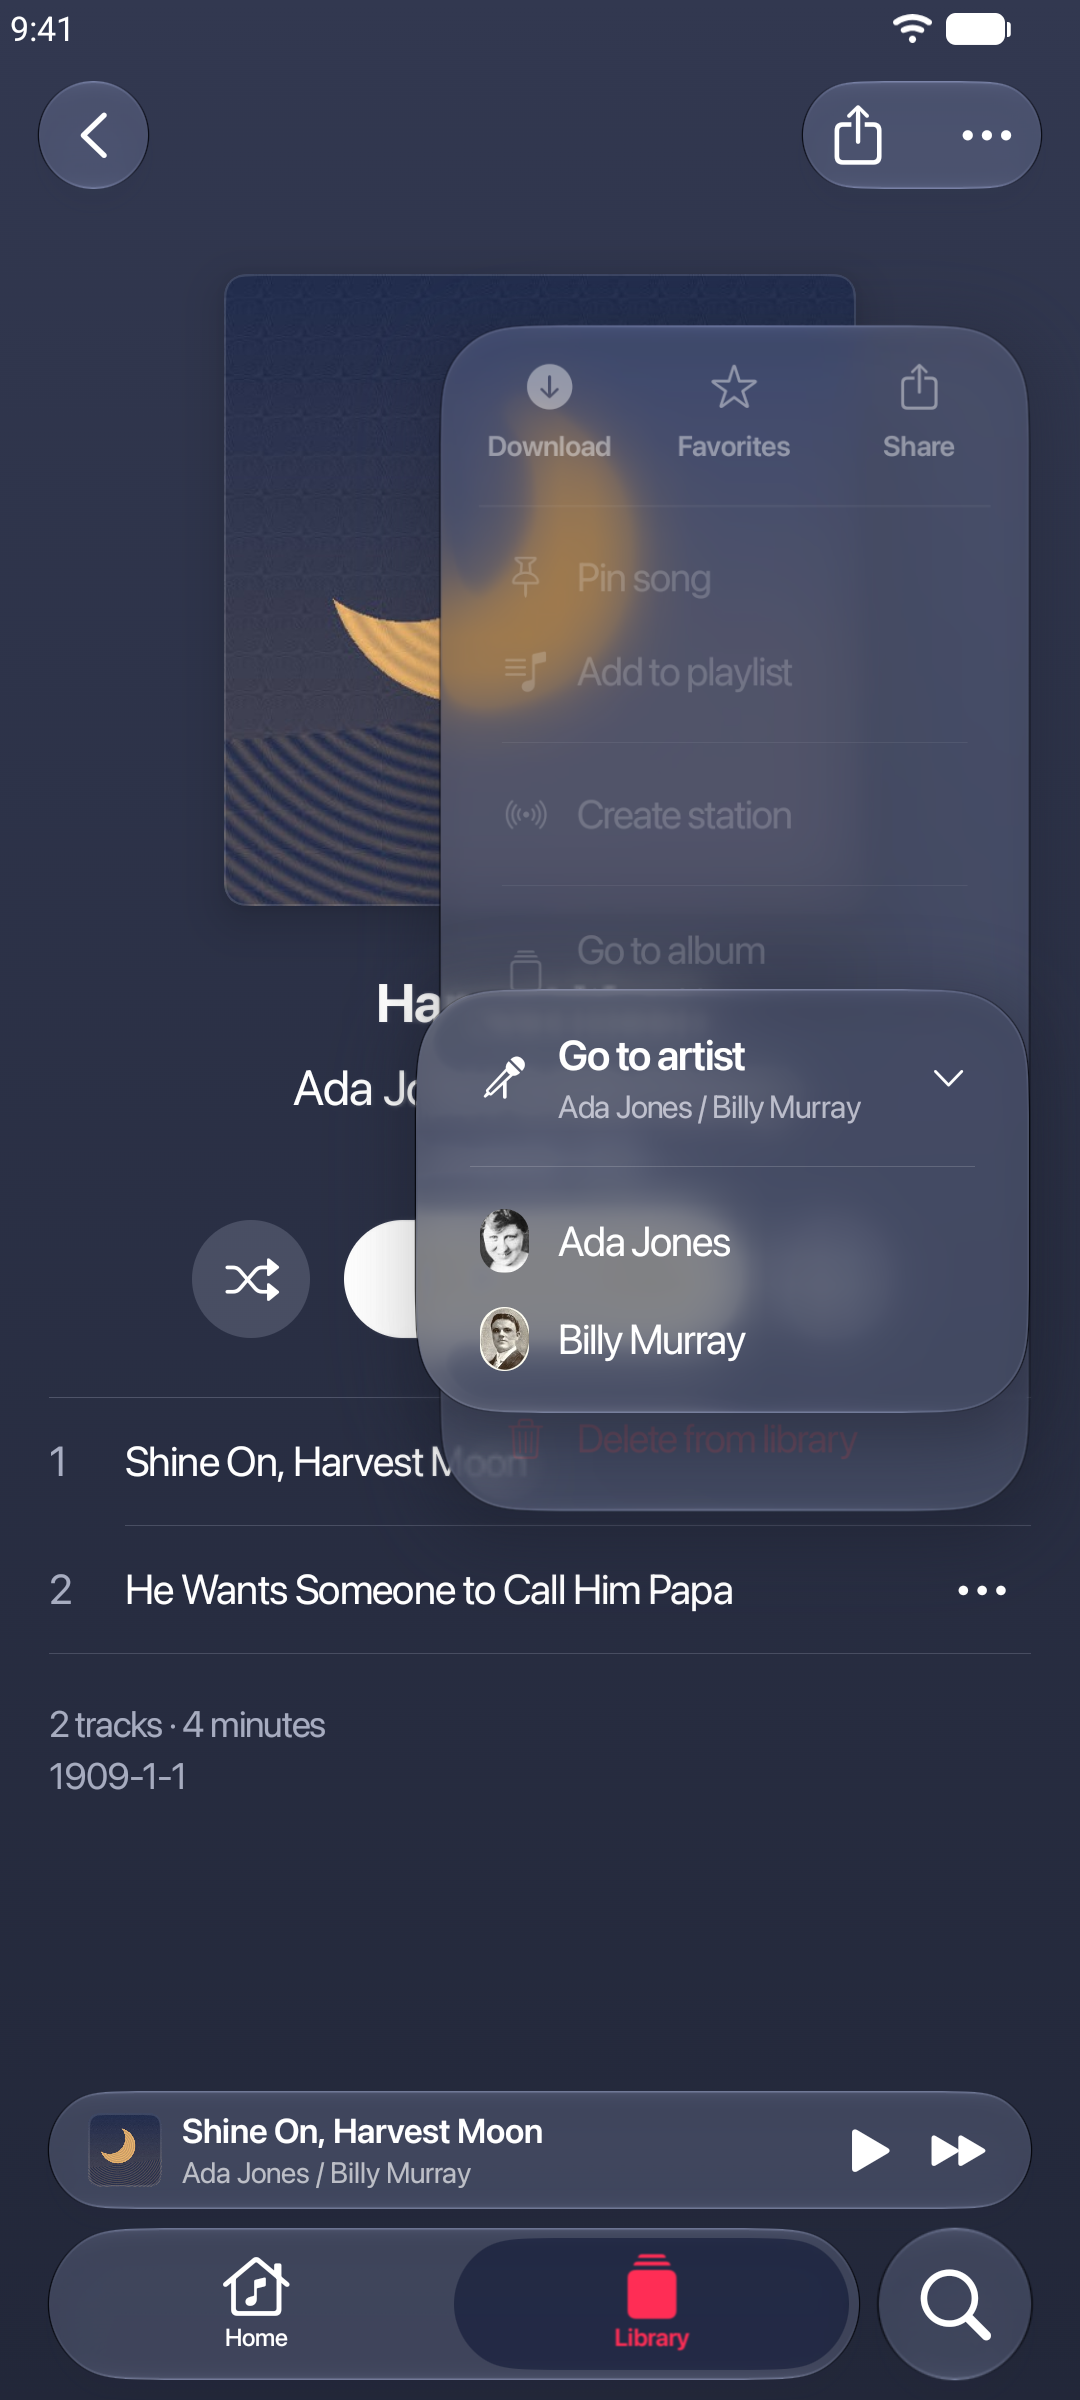 9:41
Download
Favorites
Share
Pin song
Add to playlist
Create station
Go to album
Ada
Go to artist
Ada Jones / Billy Murray
Ada Jones
Billy Murray
Delete from library
1 Shine On, Harvest Moon
2 He Wants Someone to Call Him Papa
2 tracks · 4 minutes
1909-1-1
Shine On, Harvest Moon
Ada Jones / Billy Murray
Home
Library